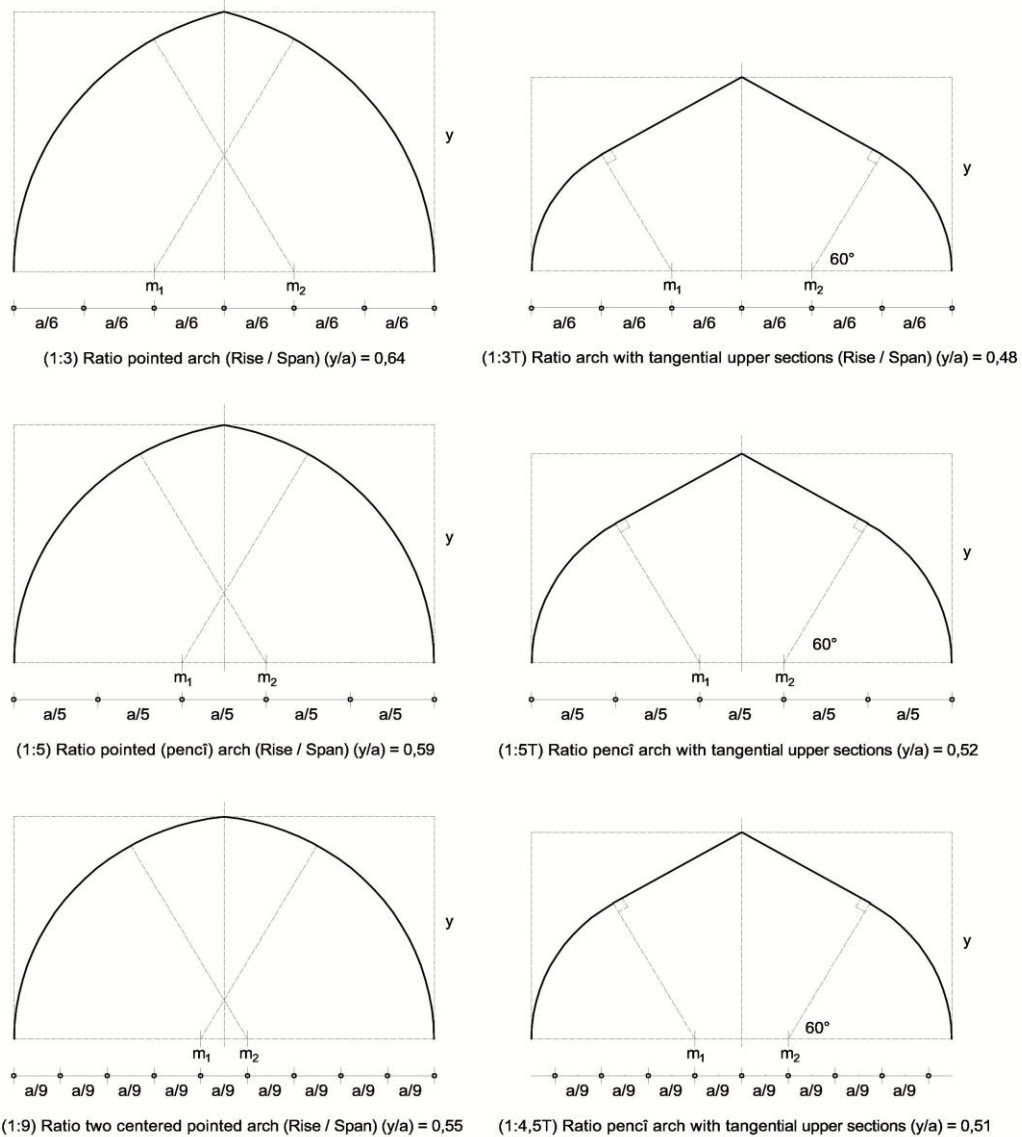 y
m₁ m₂
a/6 a/6 a/6 a/6 a/6 a/6
(1:3) Ratio pointed arch (Rise / Span) (y/a) = 0,64
y
60°
m₁ m₂
a/6 a/6 a/6 a/6 a/6 a/6
(1:3T) Ratio arch with tangential upper sections (Rise / Span) (y/a) = 0,48
y
m₁ m₂
a/5 a/5 a/5 a/5 a/5
(1:5) Ratio pointed (pencî) arch (Rise / Span) (y/a) = 0,59
y
60°
m₁ m₂
a/5 a/5 a/5 a/5 a/5
(1:5T) Ratio pencî arch with tangential upper sections (y/a) = 0,52
y
m₁ m₂
a/9 a/9 a/9 a/9 a/9 a/9 a/9 a/9 a/9
(1:9) Ratio two centered pointed arch (Rise / Span) (y/a) = 0,55
y
60°
m₁ m₂
a/9 a/9 a/9 a/9 a/9 a/9 a/9 a/9
(1:4,5T) Ratio pencî arch with tangential upper sections (y/a) = 0,51